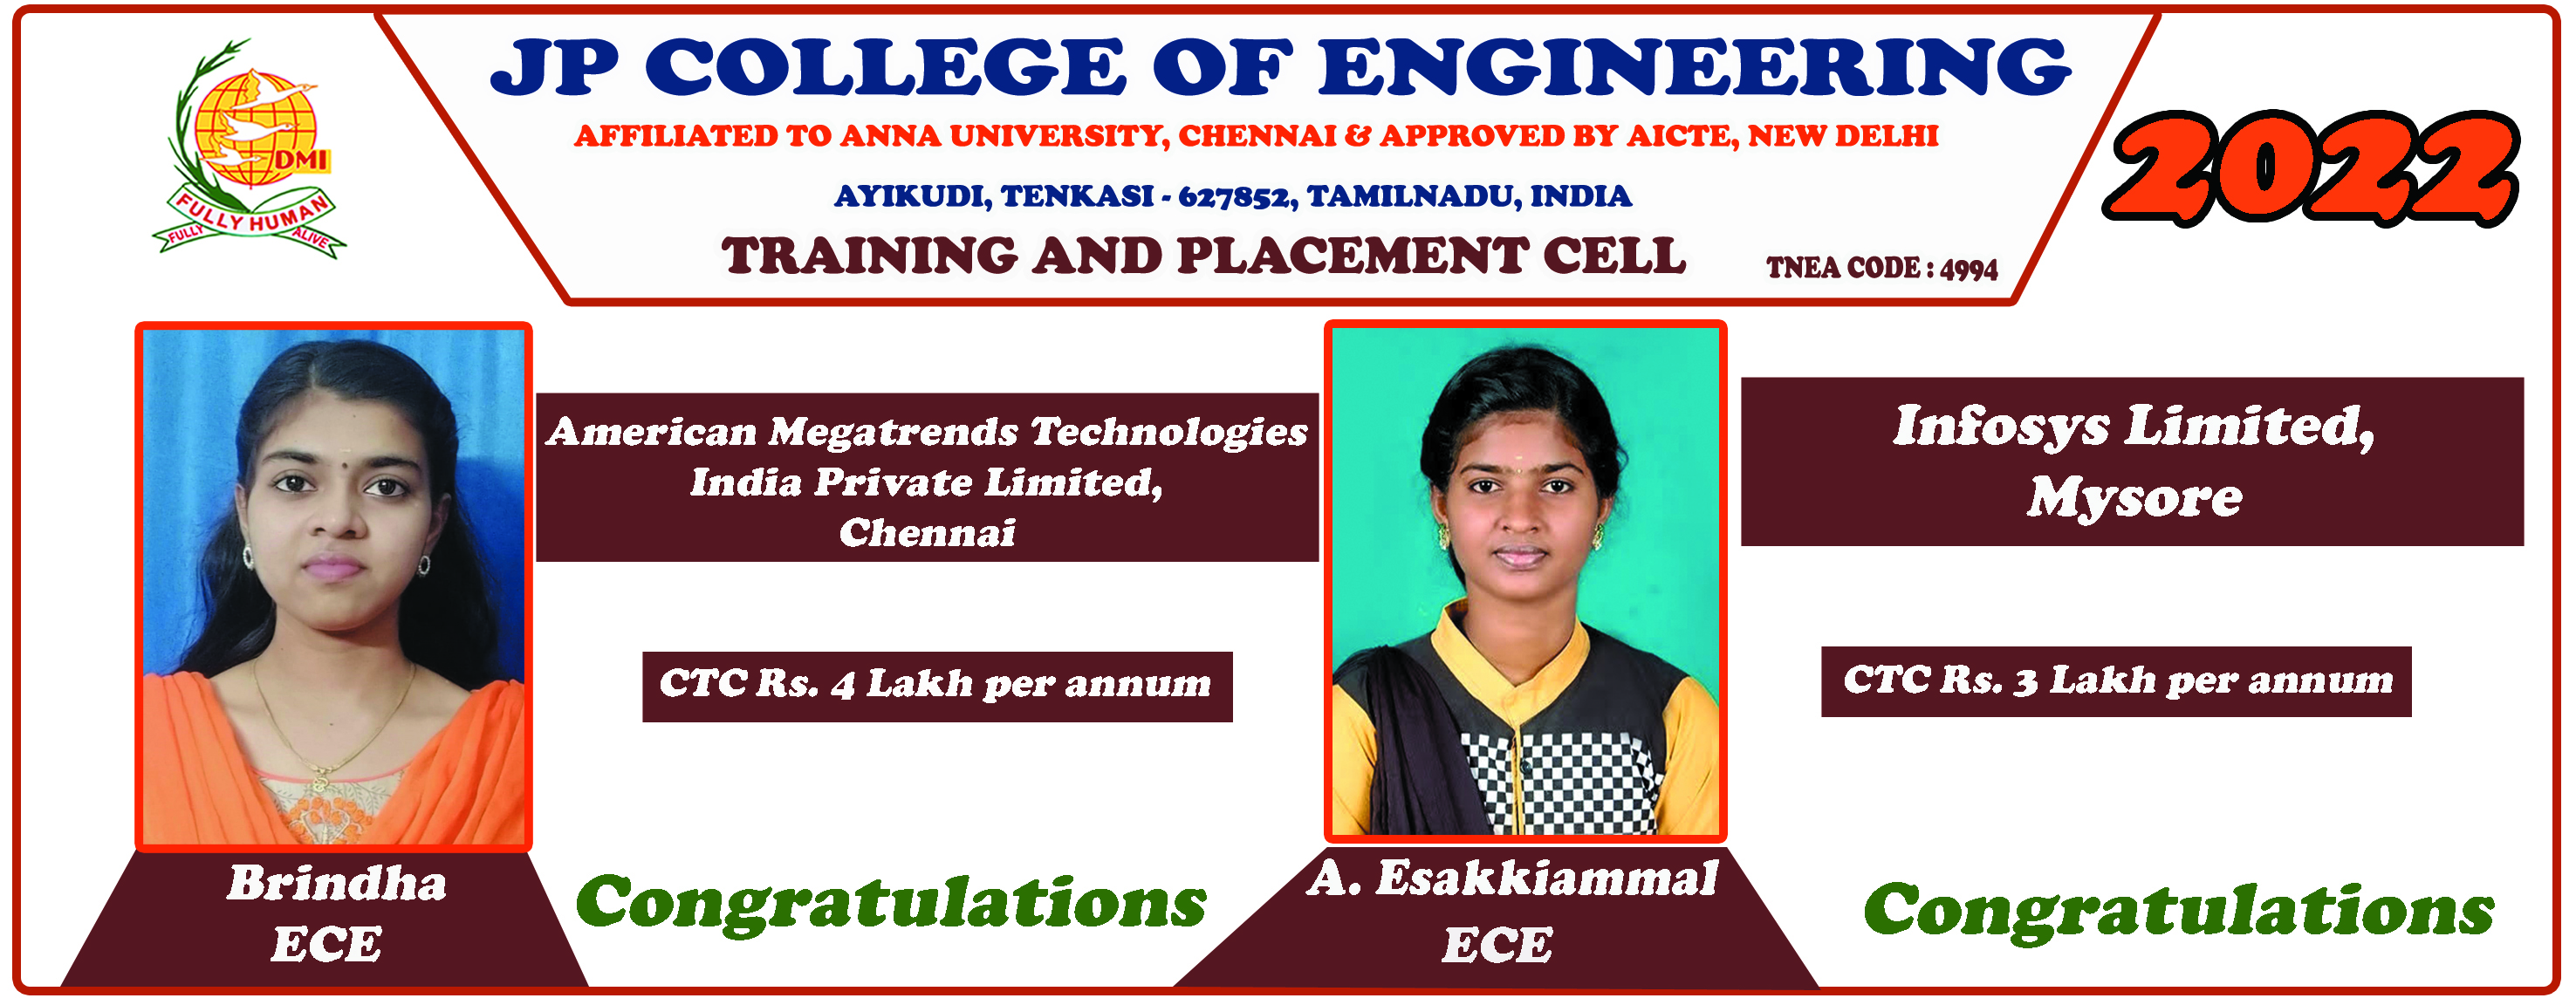 JP COLLEGE OF ENGINEERING
AFFILIATED TO ANNA UNIVERSITY, CHENNAI & APPROVED BY AICTE, NEW DELHI
AYIKUDI, TENKASI - 627852, TAMILNADU, INDIA
TRAINING AND PLACEMENT CELL
TNEA CODE : 4994
2022
DMI
FULLY HUMAN
FULLY ALIVE
American Megatrends Technologies
India Private Limited,
Chennai
CTC Rs. 4 Lakh per annum
Brindha
ECE
Congratulations
Infosys Limited,
Mysore
CTC Rs. 3 Lakh per annum
A. Esakkiammal
ECE
Congratulations